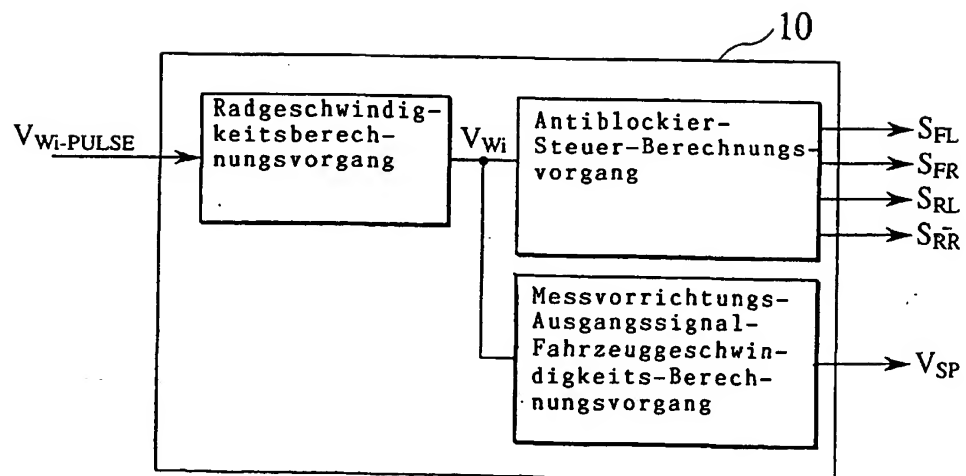 10
Radgeschwindig-
keitsberech-
nungsvorgang
V_Wi-PULSE
V_Wi
Antiblockier-
Steuer-Berechnungs-
vorgang
S_FL
S_FR
S_RL
S_RR
Messvorrichtungs-
Ausgangssignal-
Fahrzeuggeschwin-
digkeits-Berech-
nungsvorgang
V_SP